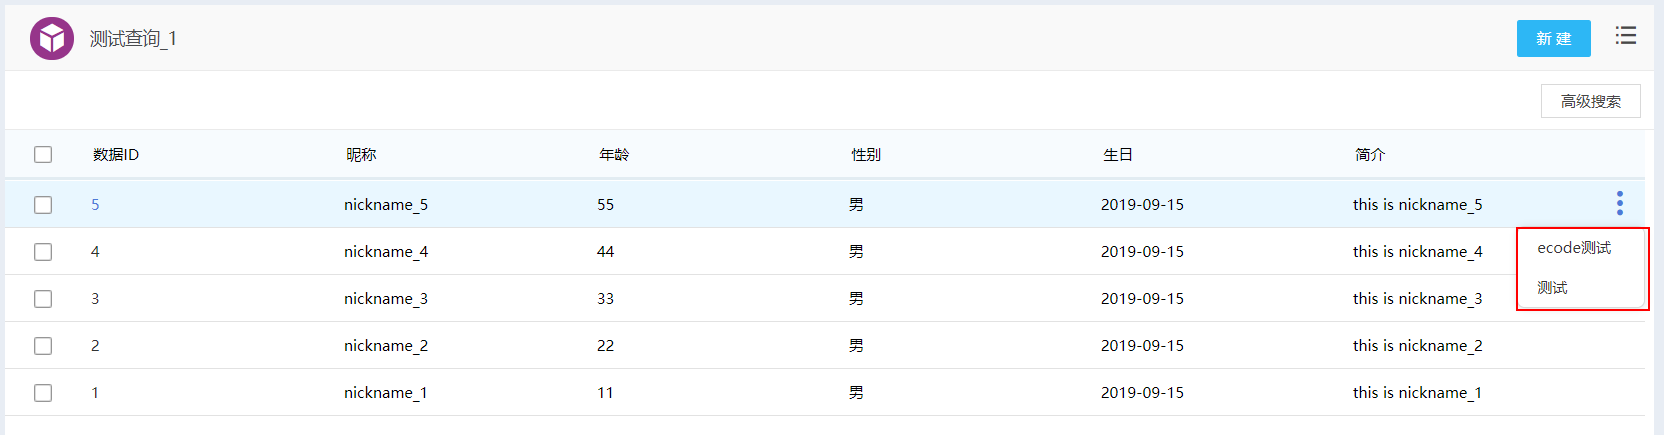 测试查询_1 新 建
高级搜索
数据ID 昵称 年龄 性别 生日 简介
5 nickname_5 55 男 2019-09-15 this is nickname_5
4 nickname_4 44 男 2019-09-15 this is nickname_4 ecode测试
3 nickname_3 33 男 2019-09-15 this is nickname_3 测试
2 nickname_2 22 男 2019-09-15 this is nickname_2
1 nickname_1 11 男 2019-09-15 this is nickname_1